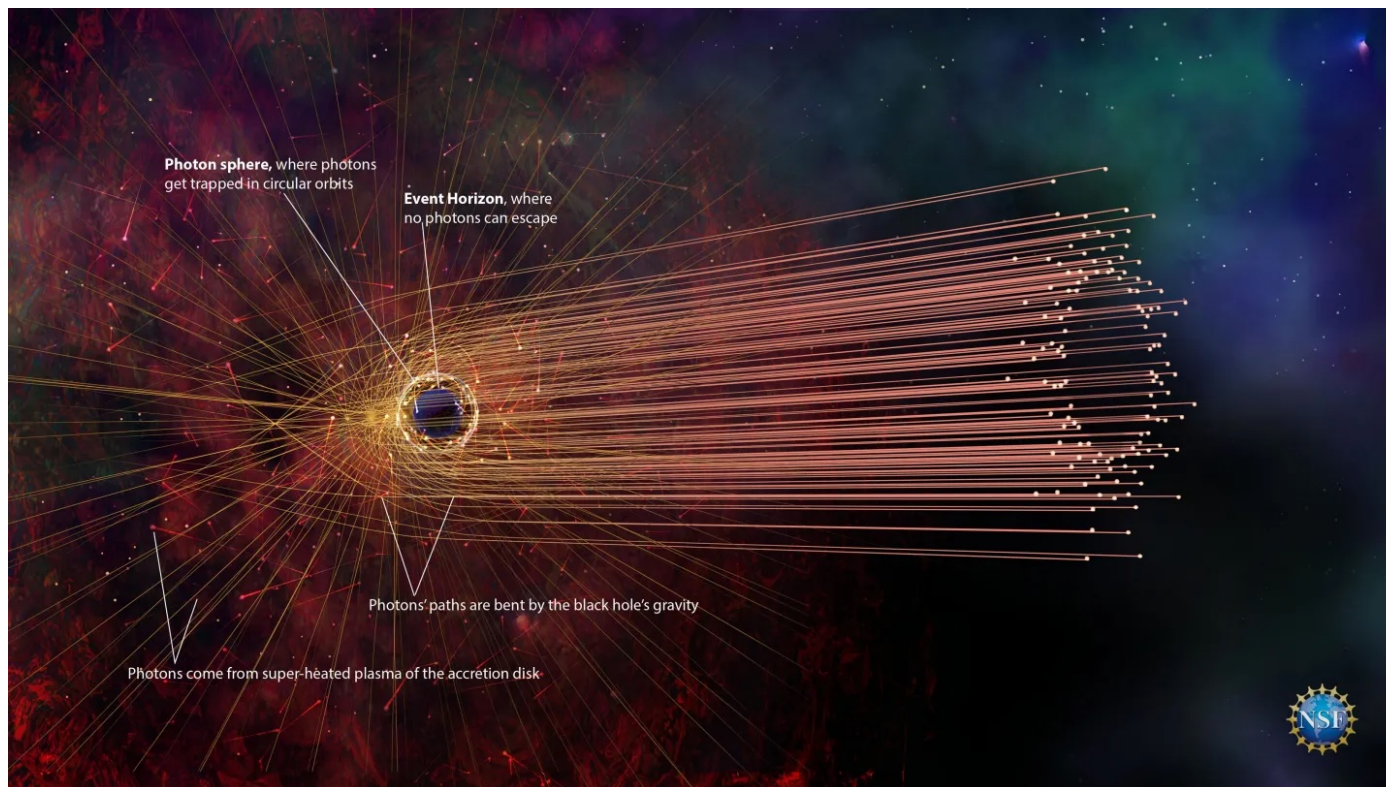 Photon sphere, where photons
get trapped in circular orbits
Event Horizon, where
no photons can escape
Photons’ paths are bent by the black hole’s gravity
Photons come from super-heated plasma of the accretion disk
NSF